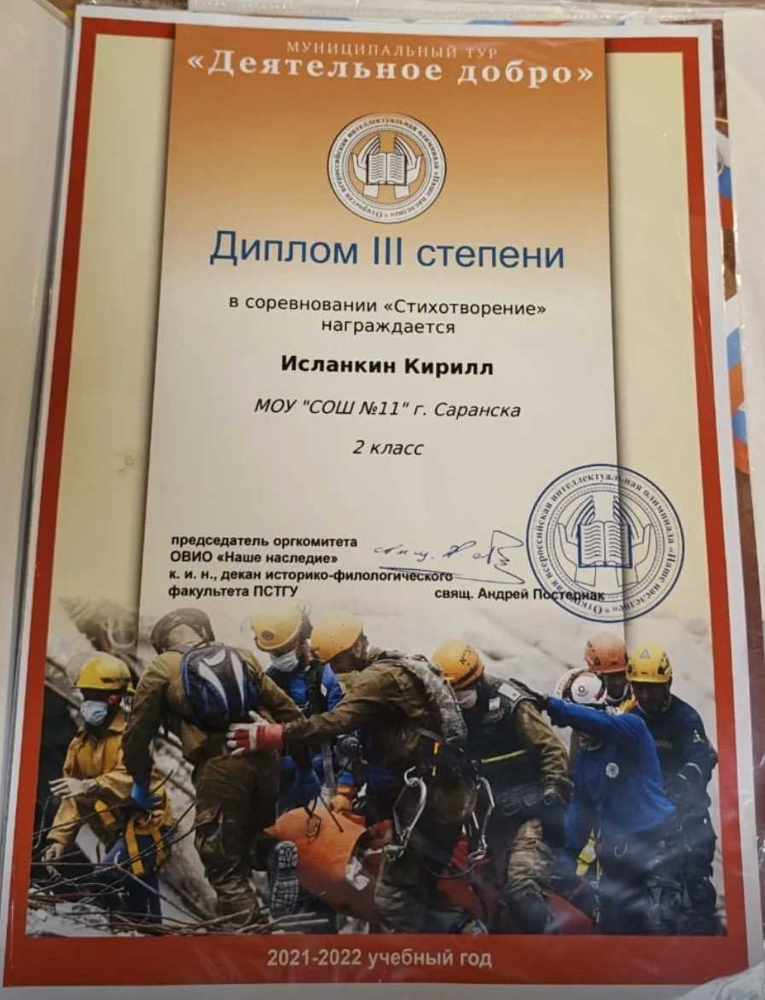 МУНИЦИПАЛЬНЫЙ ТУР
«Деятельное добро»
Открытая всероссийская интеллектуальная олимпиада «Наше наследие»
Диплом III степени
в соревновании «Стихотворение»
награждается
Исланкин Кирилл
МОУ "СОШ №11" г. Саранска
2 класс
председатель оргкомитета
ОВИО «Наше наследие»
к. и. н., декан историко-филологического
факультета ПСТГУ
свящ. Андрей Постернак
Открытая всероссийская интеллектуальная олимпиада «Наше наследие»
2021-2022 учебный год